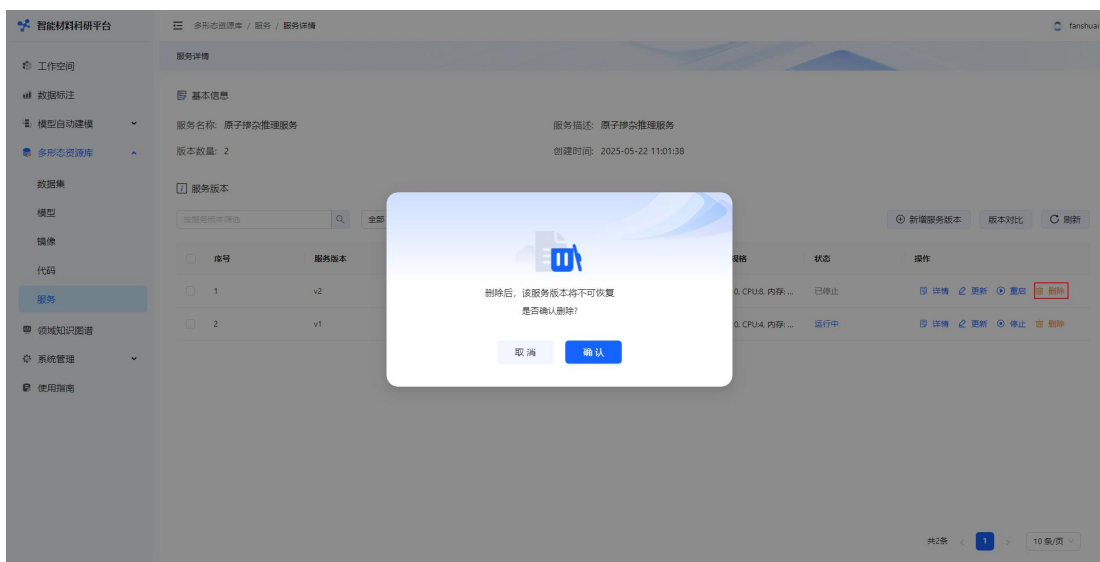 智能材料科研平台
多形态资源库 / 服务 / 服务详情
fanshuai
工作空间
数据标注
模型自动建模
多形态资源库
数据集
模型
镜像
代码
服务
领域知识图谱
系统管理
使用指南
服务详情
基本信息
服务名称: 原子掺杂推理服务
服务描述: 原子掺杂推理服务
版本数量: 2
创建时间: 2025-05-22 11:01:38
服务版本
全部
新增服务版本 版本对比 刷新
序号 服务版本 规格 状态 操作
1 v2 0, CPU:8, 内存: ... 已停止 详情 更新 重启 删除
2 v1 0, CPU:4, 内存: ... 运行中 详情 更新 停止 删除
删除后，该服务版本将不可恢复
是否确认删除?
取 消 确 认
共2条 < 1 > 10 条/页